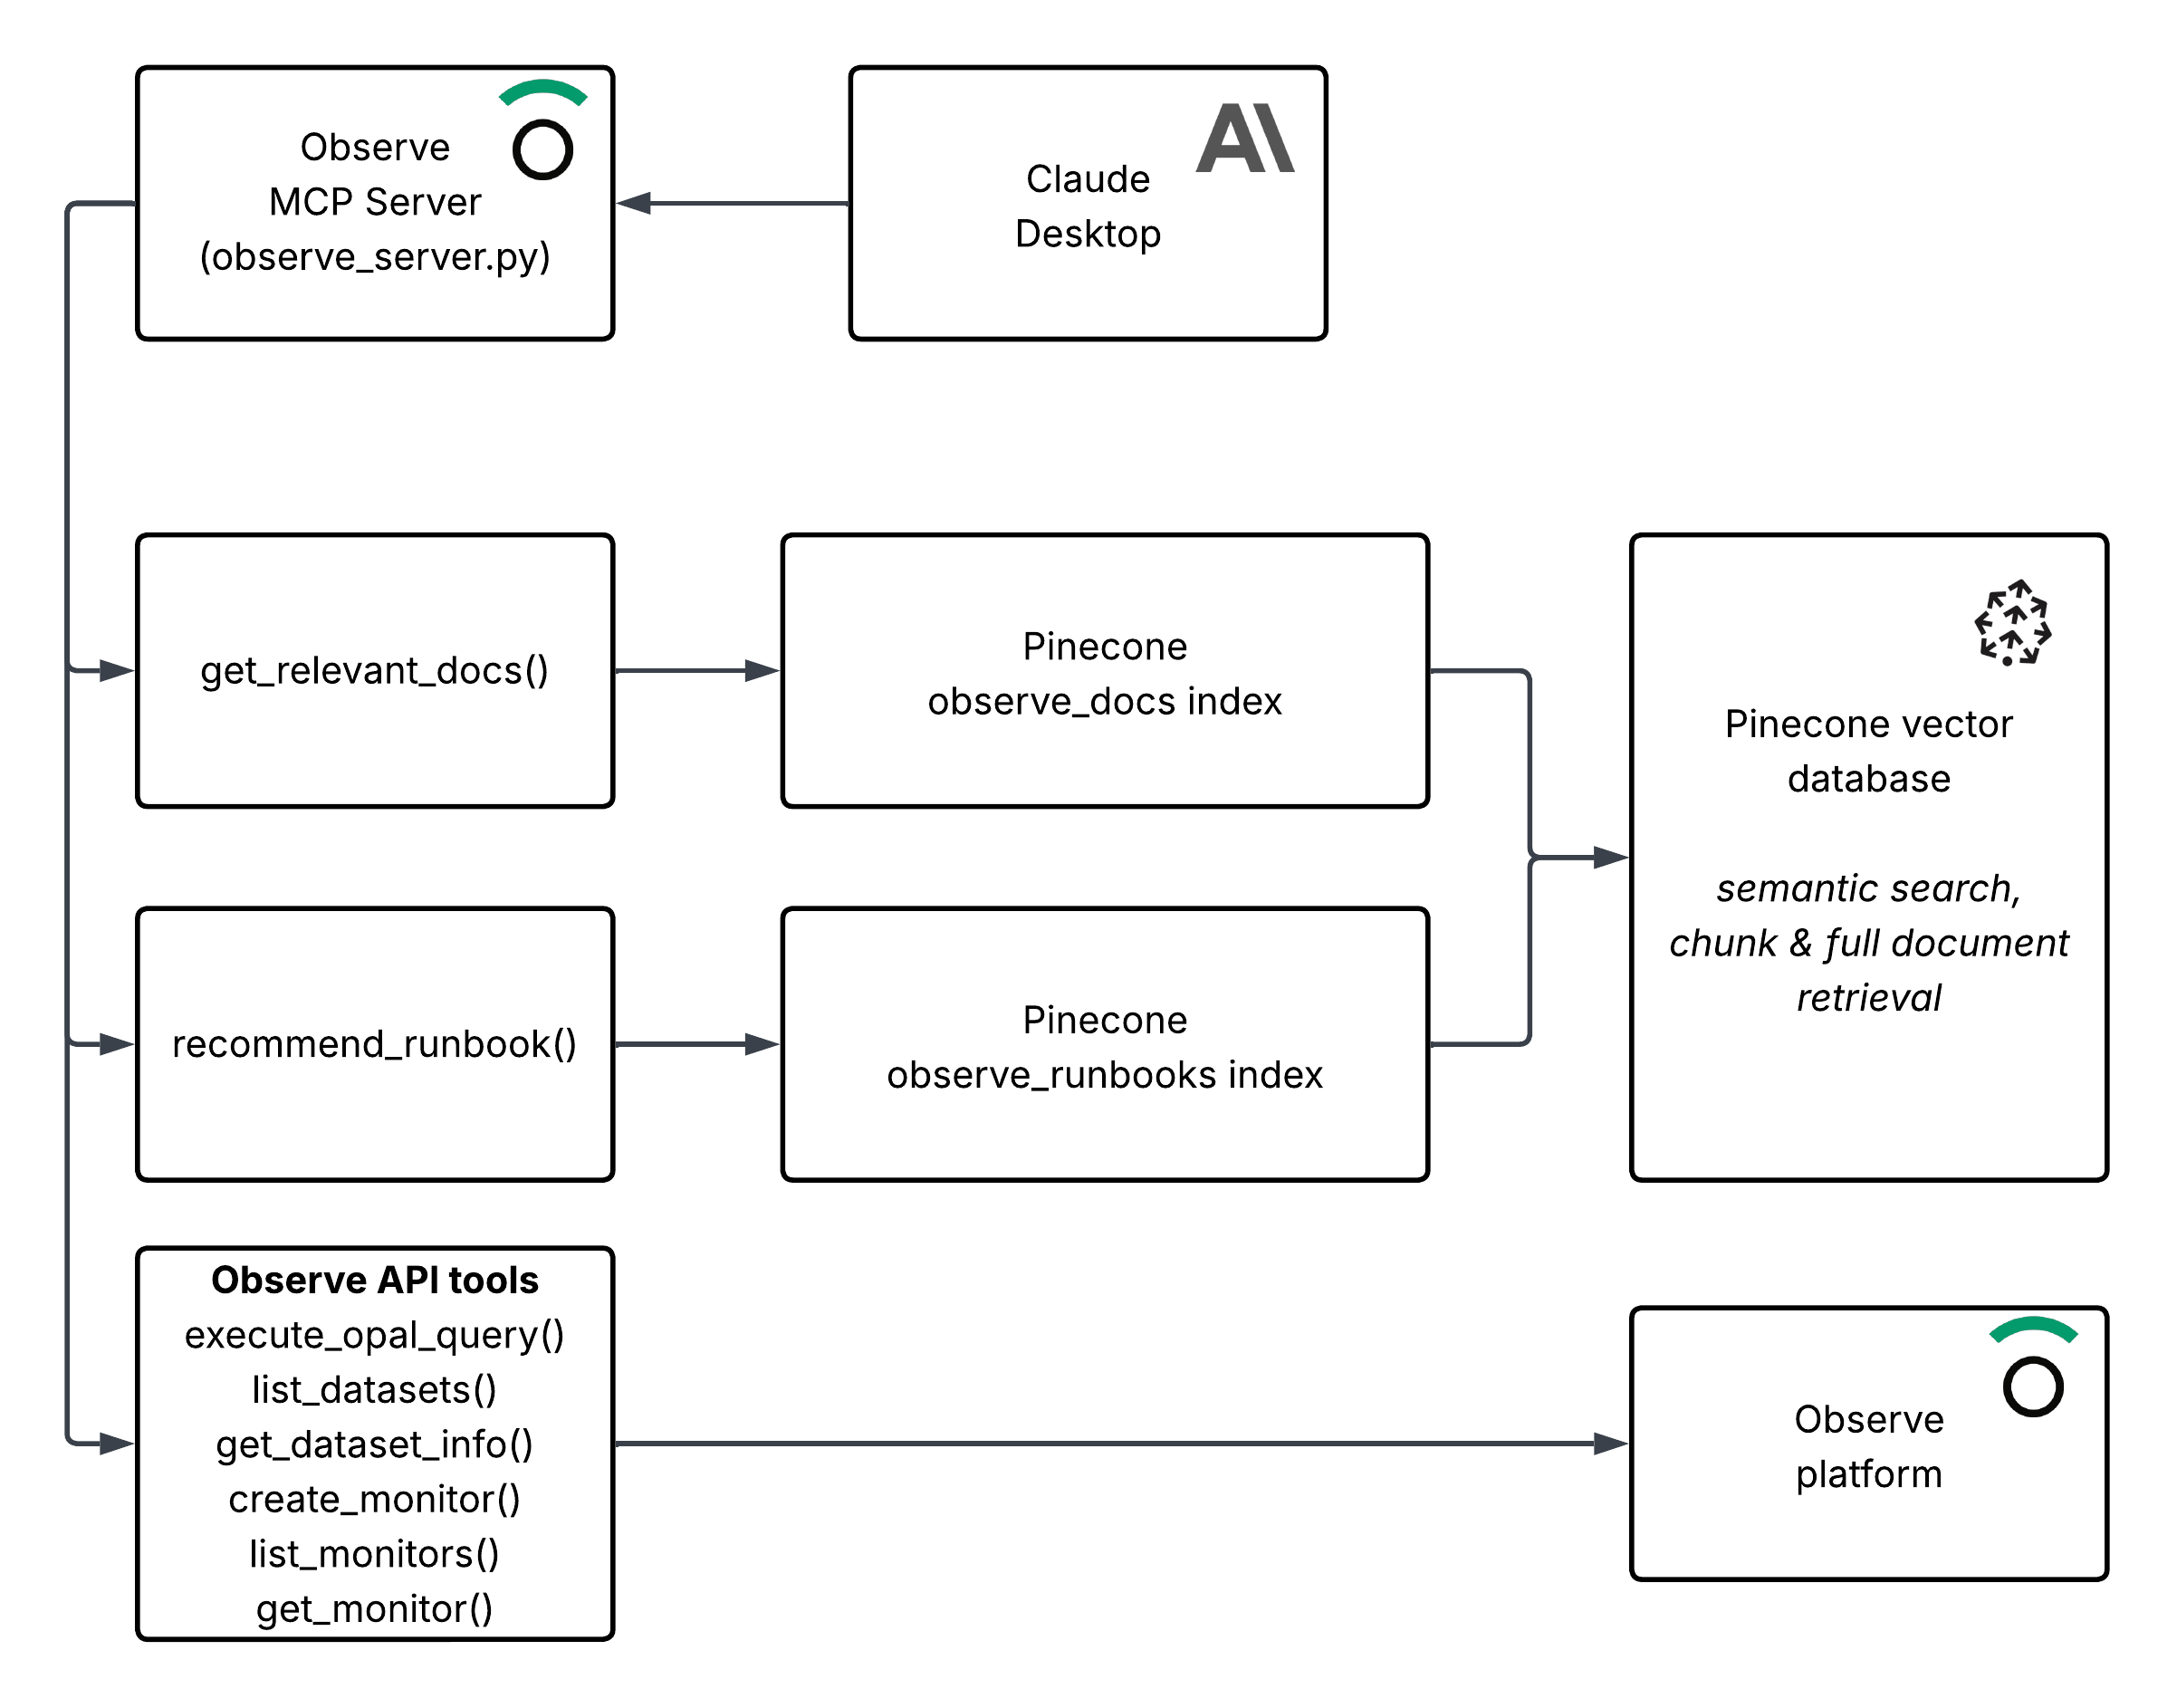 Observe
MCP Server
(observe_server.py)
Claude
Desktop
get_relevant_docs()
Pinecone
observe_docs index
Pinecone vector
database
semantic search,
chunk & full document
retrieval
recommend_runbook()
Pinecone
observe_runbooks index
Observe API tools
execute_opal_query()
list_datasets()
get_dataset_info()
create_monitor()
list_monitors()
get_monitor()
Observe
platform